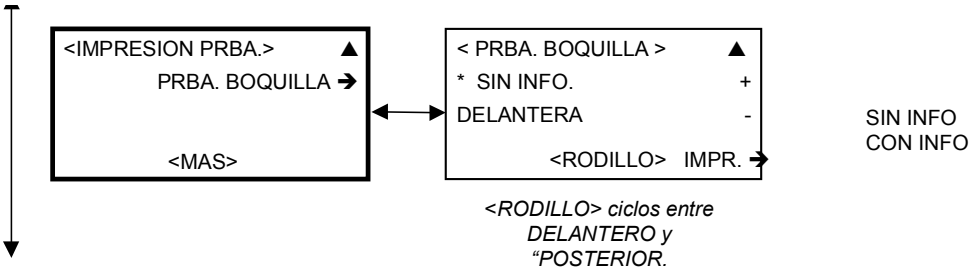 <IMPRESION PRBA.> ▲
PRBA. BOQUILLA ➔
<MAS>
< PRBA. BOQUILLA > ▲
* SIN INFO. +
DELANTERA -
<RODILLO> IMPR. ➔
<RODILLO> ciclos entre
DELANTERO y
“POSTERIOR.
SIN INFO
CON INFO